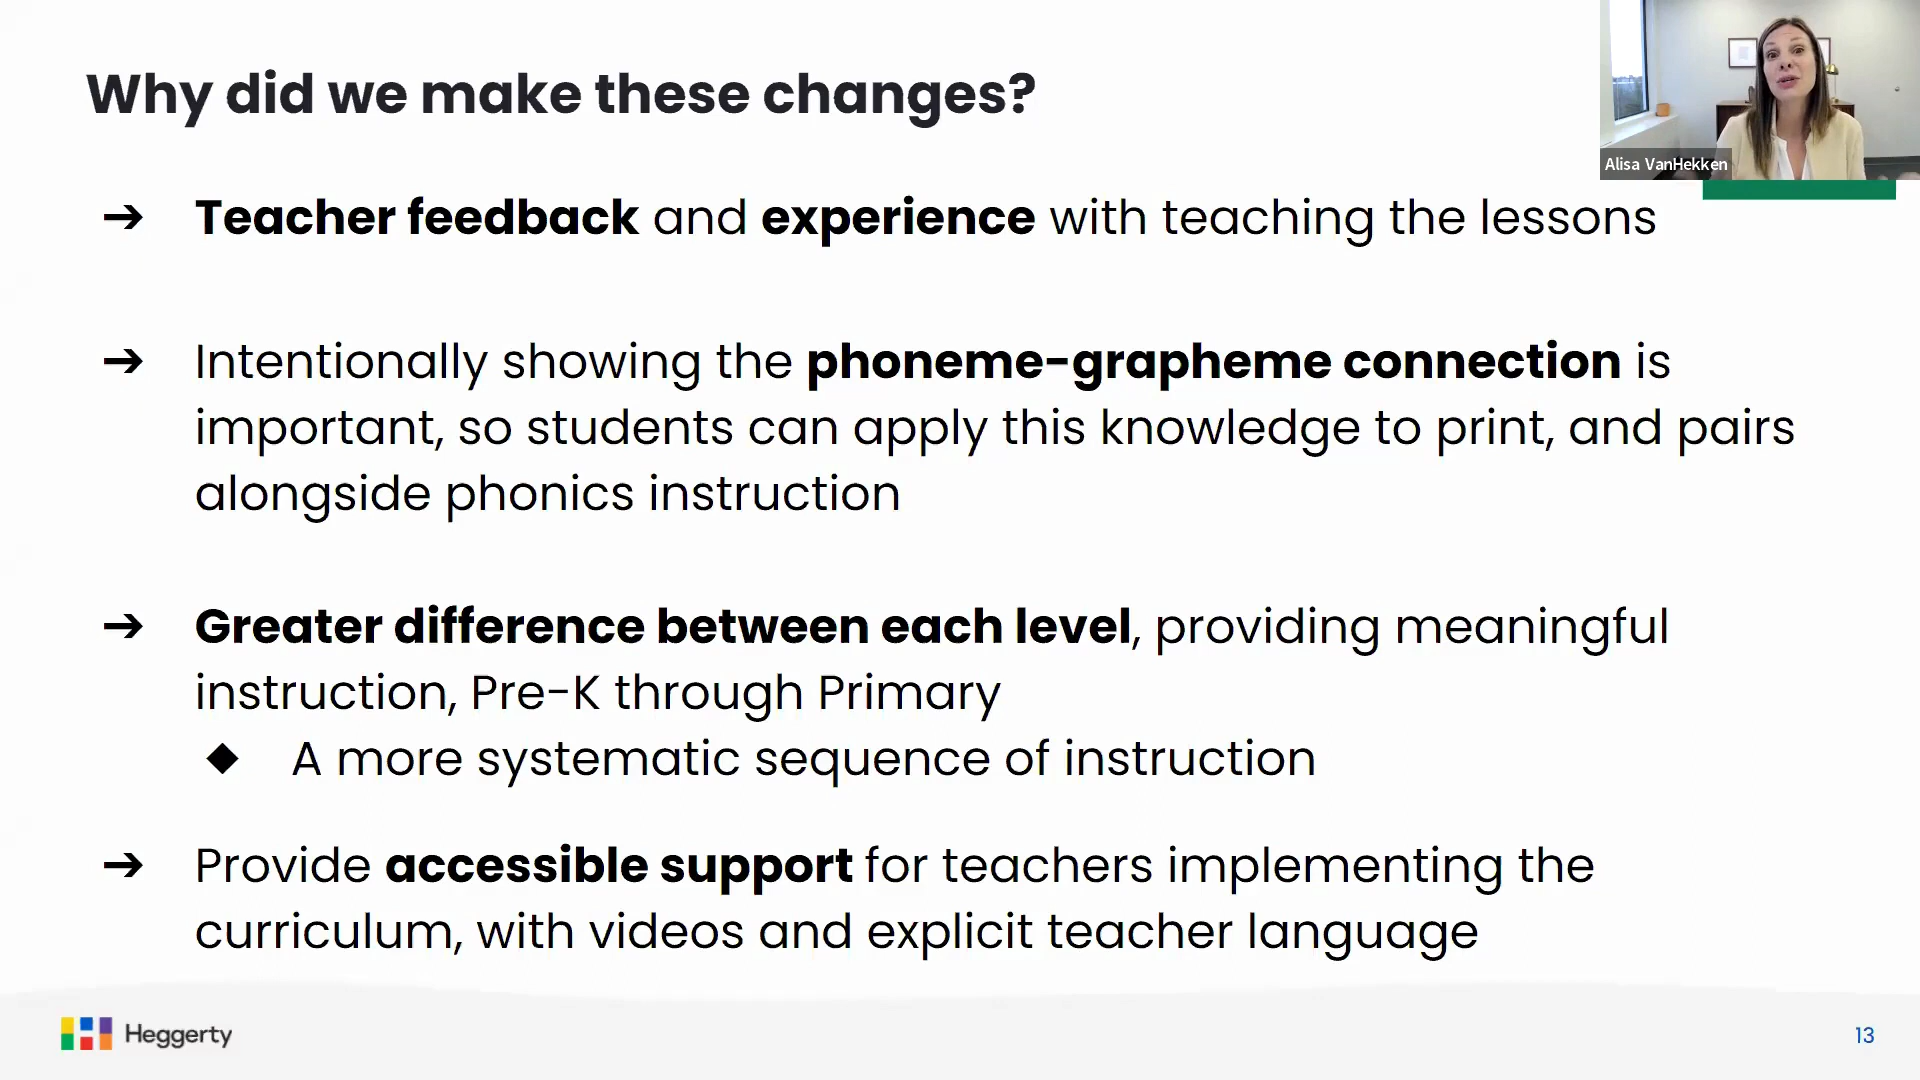 Why did we make these changes?
Alisa VanHekken
➔ Teacher feedback and experience with teaching the lessons
➔ Intentionally showing the phoneme-grapheme connection is
important, so students can apply this knowledge to print, and pairs
alongside phonics instruction
➔ Greater difference between each level, providing meaningful
instruction, Pre-K through Primary
◆ A more systematic sequence of instruction
➔ Provide accessible support for teachers implementing the
curriculum, with videos and explicit teacher language
Heggerty
13